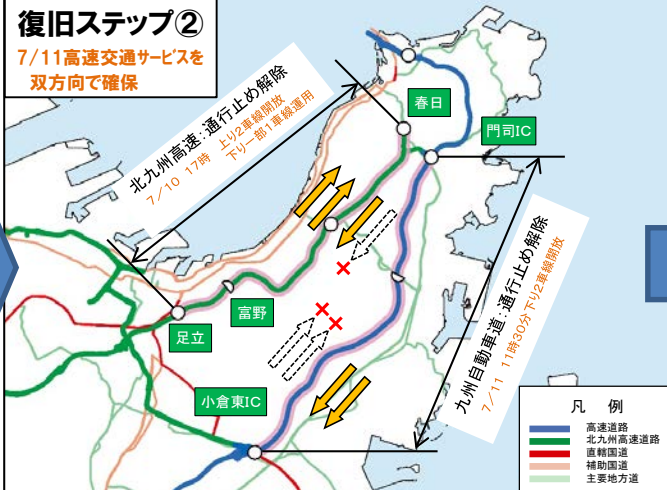 復旧ステップ②
7/11高速交通サービスを
双方向で確保
北九州高速:通行止め解除
7/10 17時 上り2車線開放
下り一部1車線運用
春日
門司IC
九州自動車道:通行止め解除
7/11 11時30分下り2車線開放
富野
足立
小倉東IC
凡 例
高速道路
北九州高速道路
直轄国道
補助国道
主要地方道